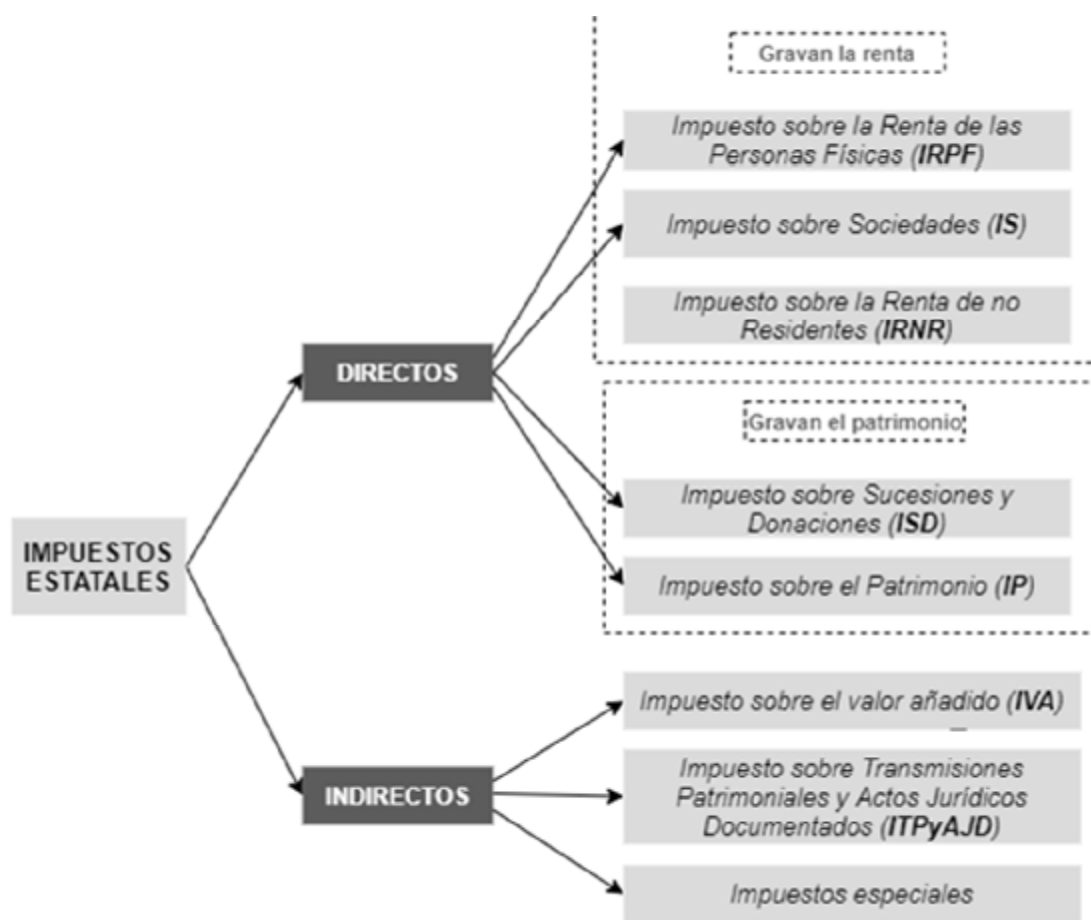 Gravan la renta
Impuesto sobre la Renta de las
Personas Físicas (IRPF)
Impuesto sobre Sociedades (IS)
Impuesto sobre la Renta de no
Residentes (IRNR)
DIRECTOS
Gravan el patrimonio
Impuesto sobre Sucesiones y
Donaciones (ISD)
Impuesto sobre el Patrimonio (IP)
IMPUESTOS
ESTATALES
Impuesto sobre el valor añadido (IVA)
INDIRECTOS
Impuesto sobre Transmisiones
Patrimoniales y Actos Jurídicos
Documentados (ITPyAJD)
Impuestos especiales